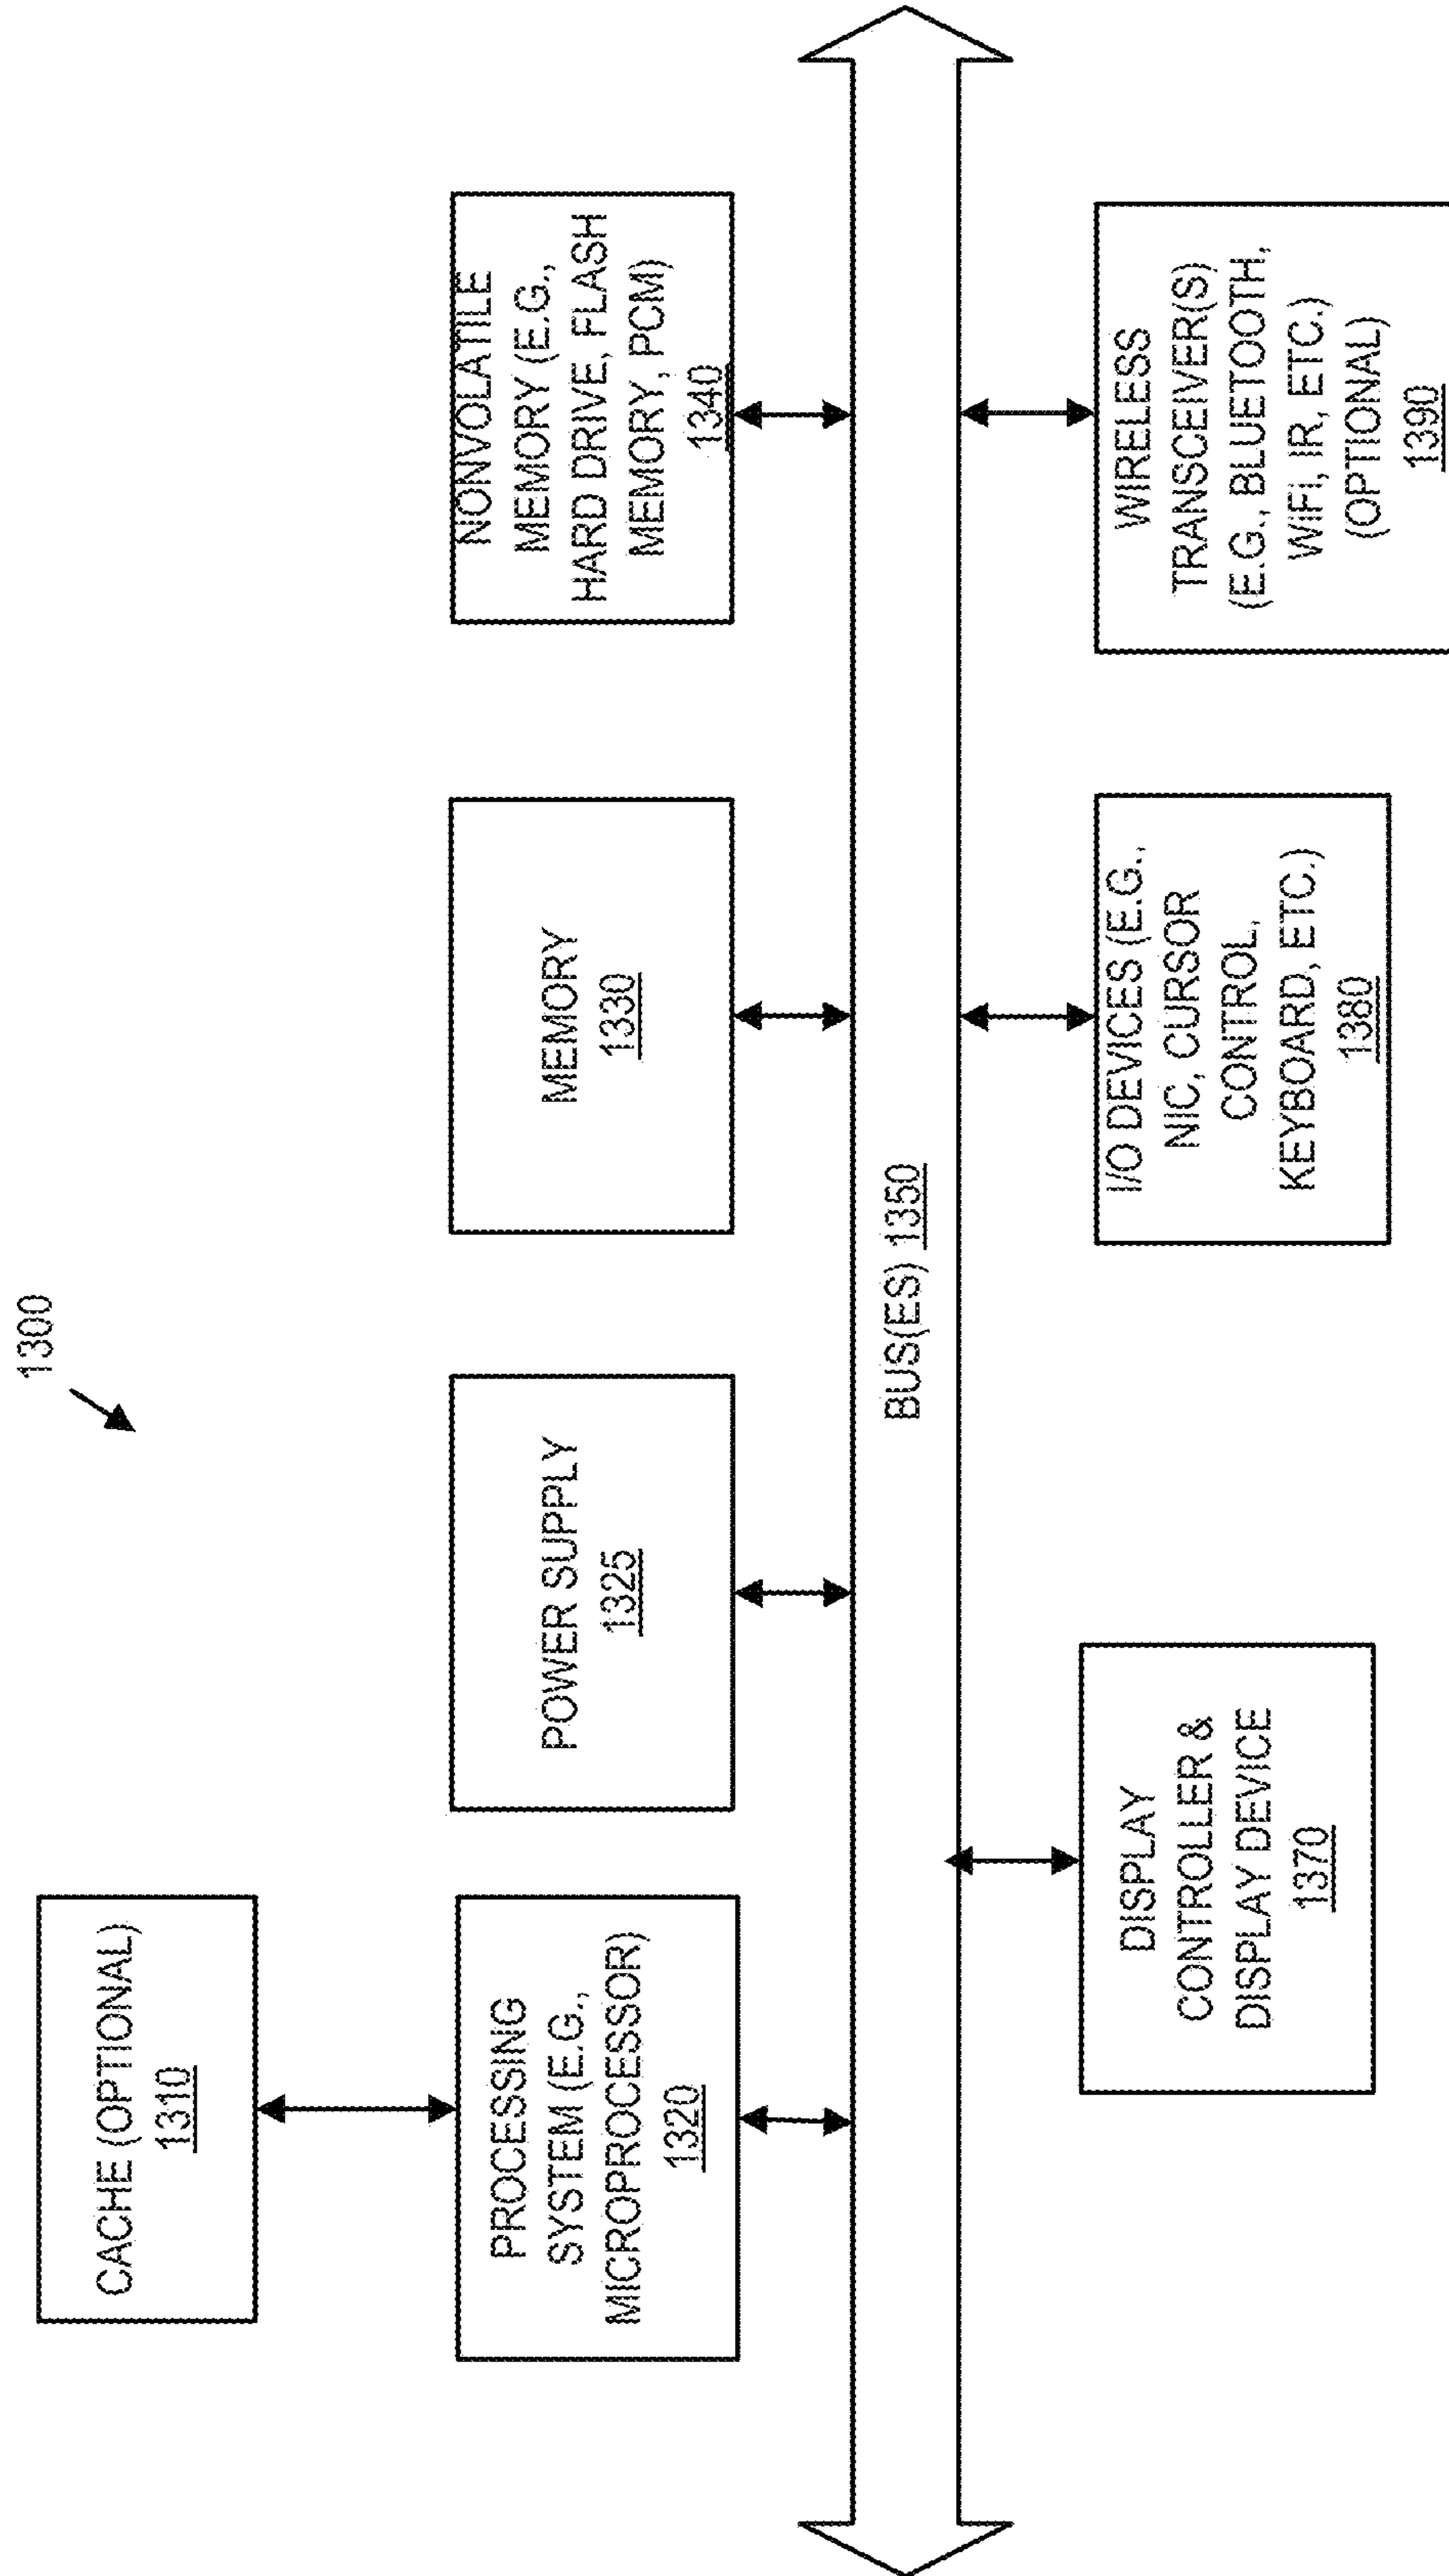 1300
CACHE (OPTIONAL)
1310
PROCESSING
SYSTEM (E.G.,
MICROPROCESSOR)
1320
POWER SUPPLY
1325
MEMORY
1330
NONVOLATILE
MEMORY (E.G.,
HARD DRIVE, FLASH
MEMORY, PCM)
1340
BUS(ES) 1350
DISPLAY
CONTROLLER &
DISPLAY DEVICE
1370
I/O DEVICES (E.G.,
NIC, CURSOR
CONTROL,
KEYBOARD, ETC.)
1380
WIRELESS
TRANSCEIVER(S)
(E.G., BLUETOOTH,
WiFi, IR, ETC.)
(OPTIONAL)
1390